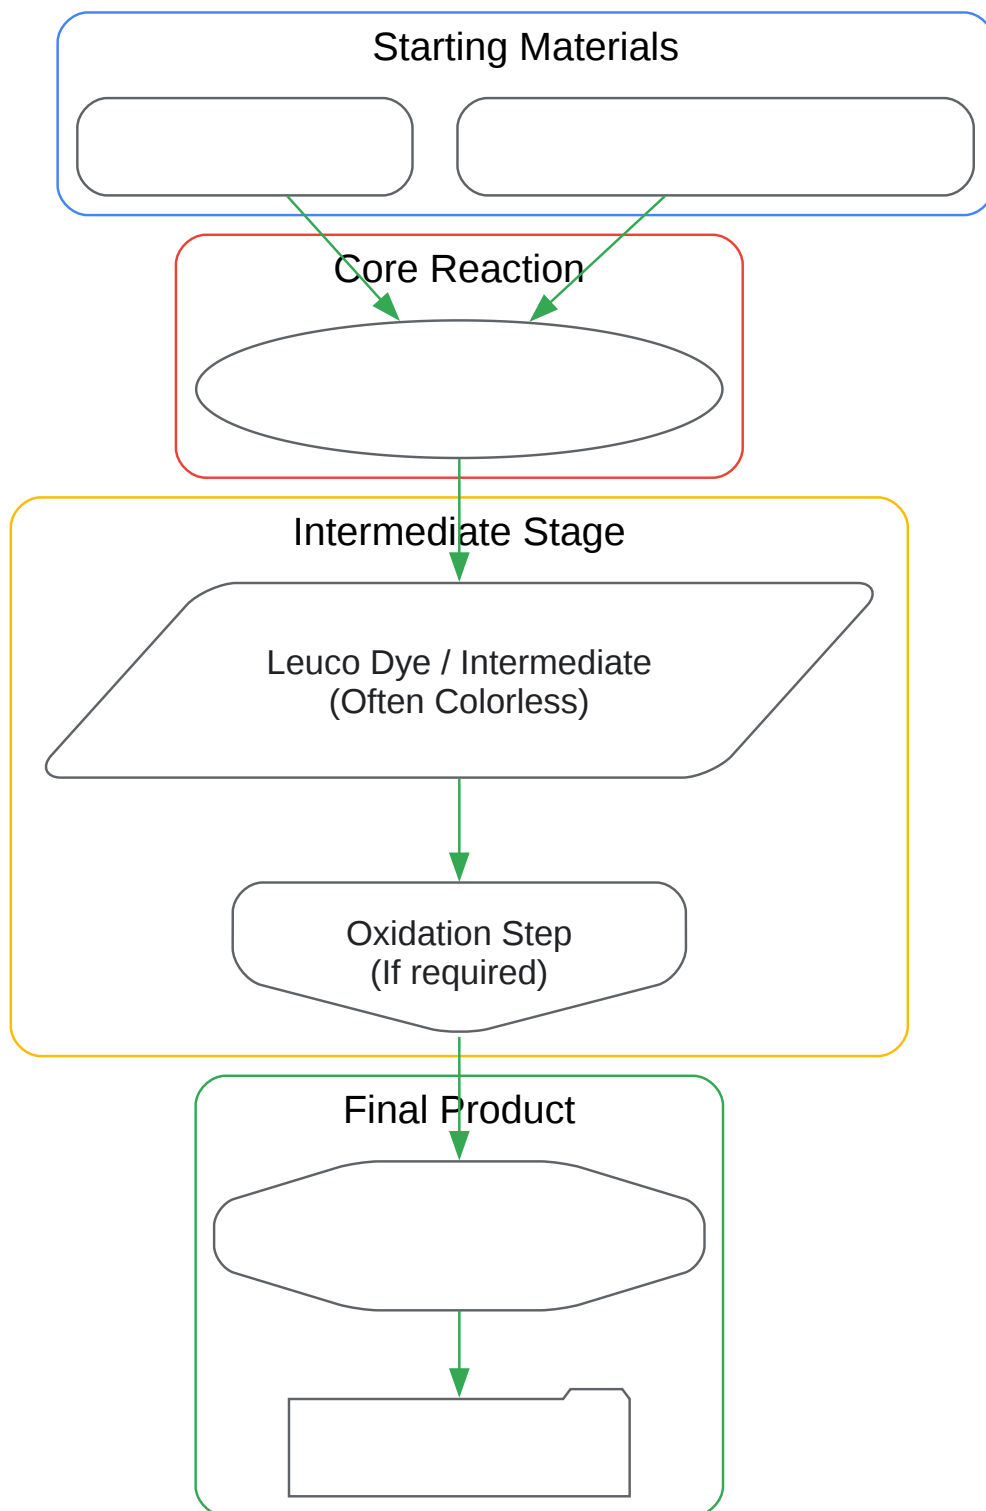 Starting Materials
Core Reaction
Intermediate Stage
Leuco Dye / Intermediate
(Often Colorless)
Oxidation Step
(If required)
Final Product